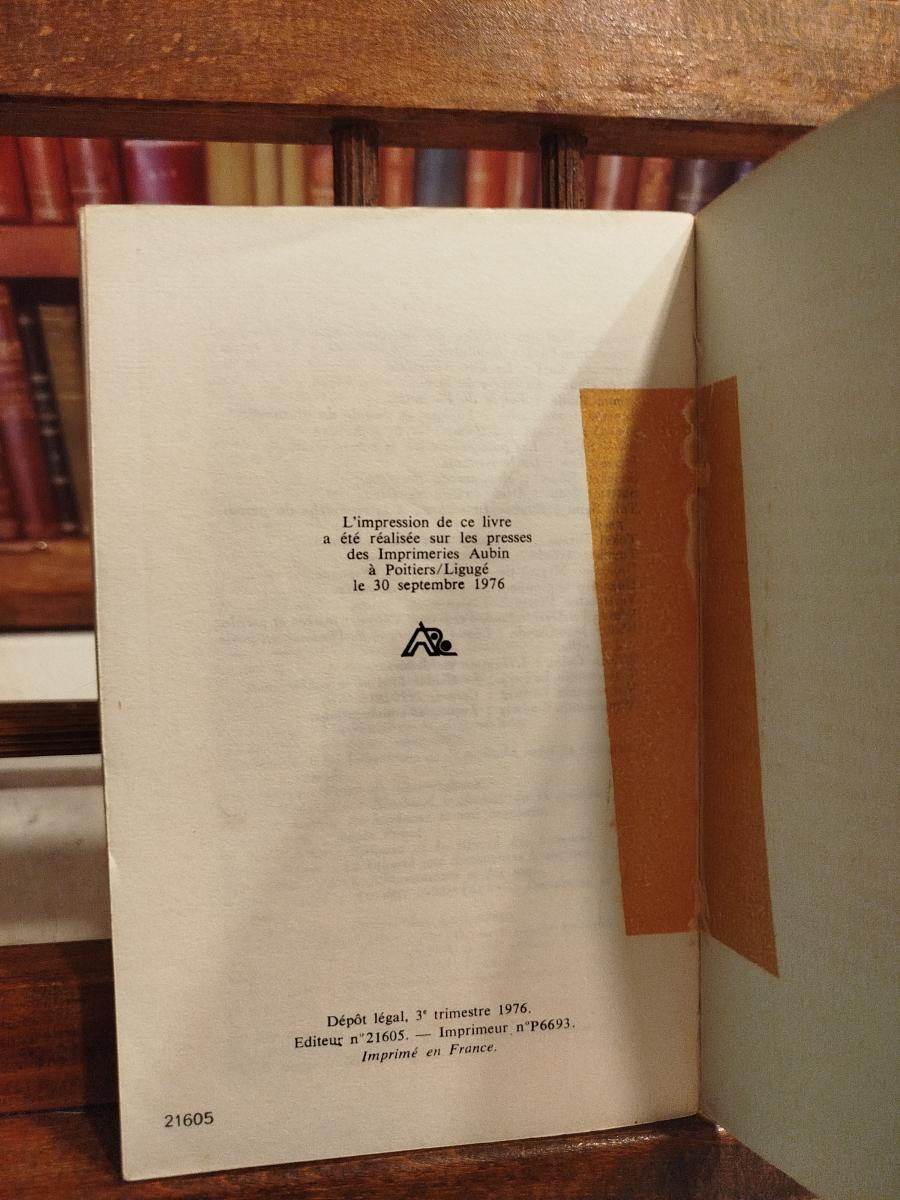 L'impression de ce livre
a été réalisée sur les presses
des Imprimeries Aubin
à Poitiers/Ligugé
le 30 septembre 1976
Dépôt légal, 3e trimestre 1976.
Editeur n°21605. — Imprimeur n°P6693.
Imprimé en France.
21605